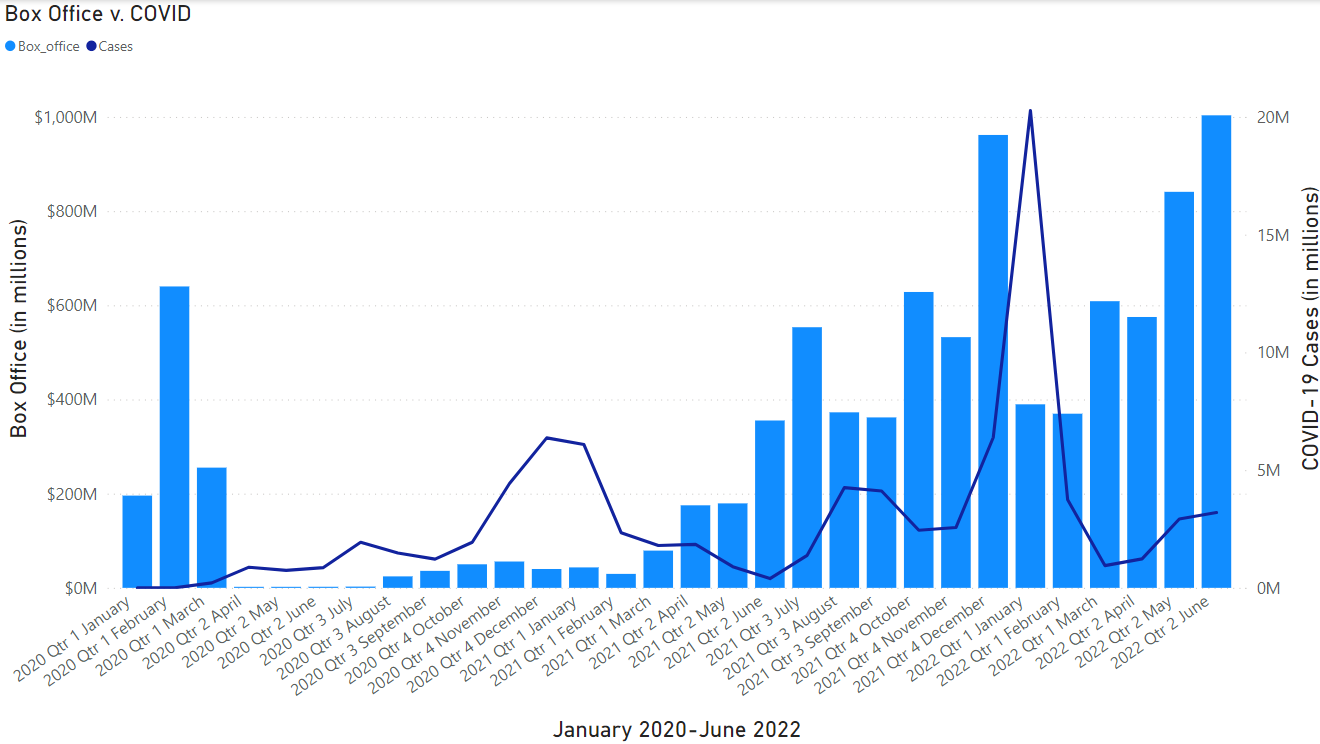 Box Office v. COVID
Box_office Cases
Box Office (in millions)
$1,000M
$800M
$600M
$400M
$200M
$0M
20M
15M
10M
5M
0M
COVID-19 Cases (in millions)
2020 Qtr 1 January
2020 Qtr 1 February
2020 Qtr 1 March
2020 Qtr 2 April
2020 Qtr 2 May
2020 Qtr 2 June
2020 Qtr 3 July
2020 Qtr 3 August
2020 Qtr 3 September
2020 Qtr 4 October
2020 Qtr 4 November
2020 Qtr 4 December
2021 Qtr 1 January
2021 Qtr 1 February
2021 Qtr 1 March
2021 Qtr 2 April
2021 Qtr 2 May
2021 Qtr 2 June
2021 Qtr 3 July
2021 Qtr 3 August
2021 Qtr 3 September
2021 Qtr 4 October
2021 Qtr 4 November
2021 Qtr 4 December
2022 Qtr 1 January
2022 Qtr 1 February
2022 Qtr 1 March
2022 Qtr 2 April
2022 Qtr 2 May
2022 Qtr 2 June
January 2020-June 2022